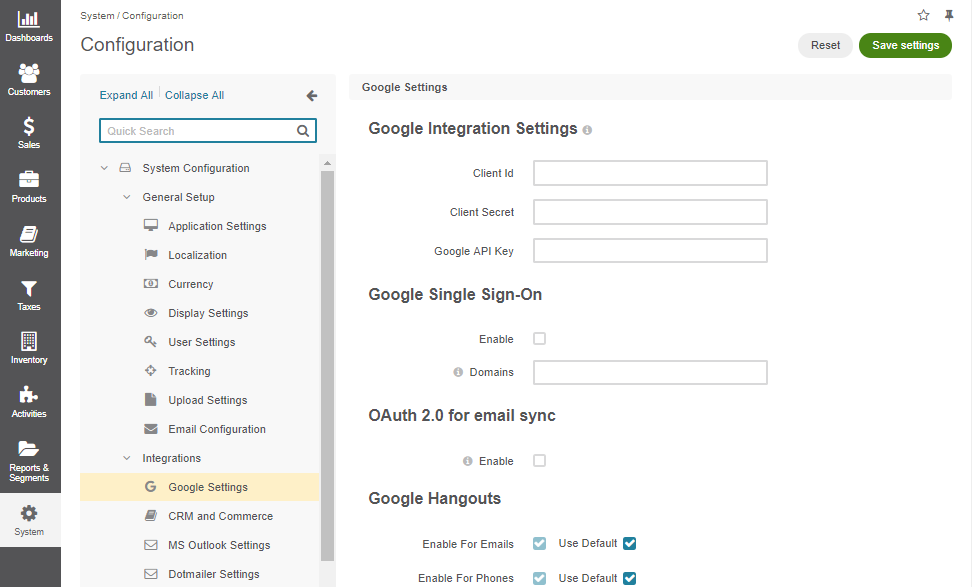 Dashboards
Customers
Sales
Products
Marketing
Taxes
Inventory
Activities
Reports &
Segments
System
System / Configuration
Configuration
Reset
Save settings
Expand All
Collapse All
Quick Search
System Configuration
General Setup
Application Settings
Localization
Currency
Display Settings
User Settings
Tracking
Upload Settings
Email Configuration
Integrations
Google Settings
CRM and Commerce
MS Outlook Settings
Dotmailer Settings
Google Settings
Google Integration Settings
Client Id
Client Secret
Google API Key
Google Single Sign-On
Enable
Domains
OAuth 2.0 for email sync
Enable
Google Hangouts
Enable For Emails Use Default
Enable For Phones Use Default